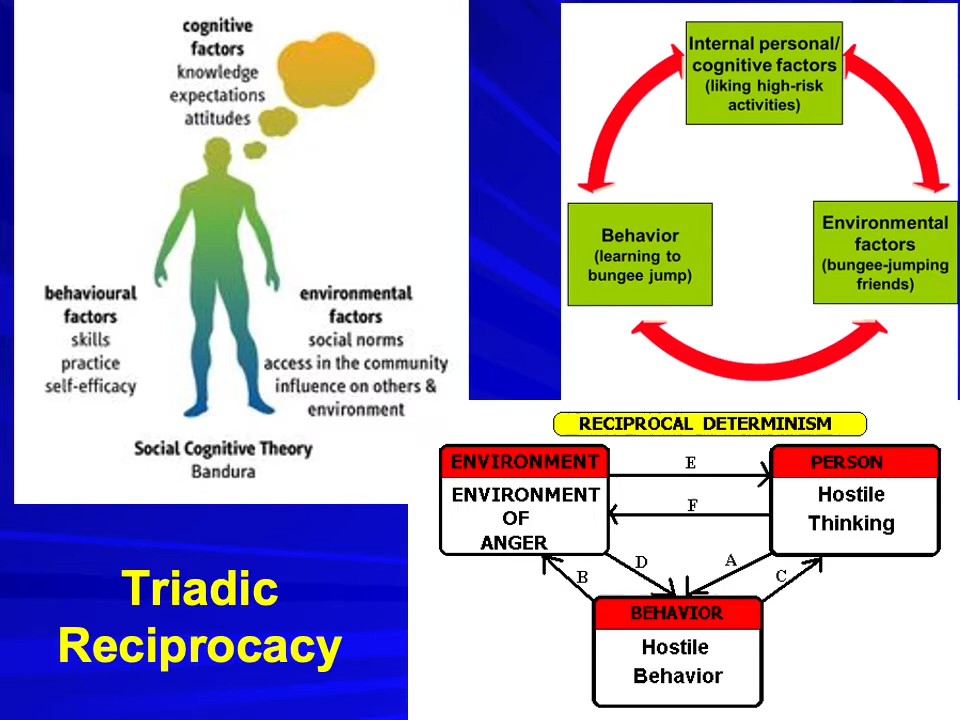 cognitive
factors
knowledge
expectations
attitudes
behavioural
factors
skills
practice
self-efficacy
environmental
factors
social norms
access in the community
influence on others &
environment
Social Cognitive Theory
Bandura
Internal personal/
cognitive factors
(liking high-risk
activities)
Behavior
(learning to
bungee jump)
Environmental
factors
(bungee-jumping
friends)
Triadic
Reciprocacy
RECIPROCAL DETERMINISM
ENVIRONMENT
ENVIRONMENT
OF
ANGER
E
F
PERSON
Hostile
Thinking
B
D
A
C
BEHAVIOR
Hostile
Behavior